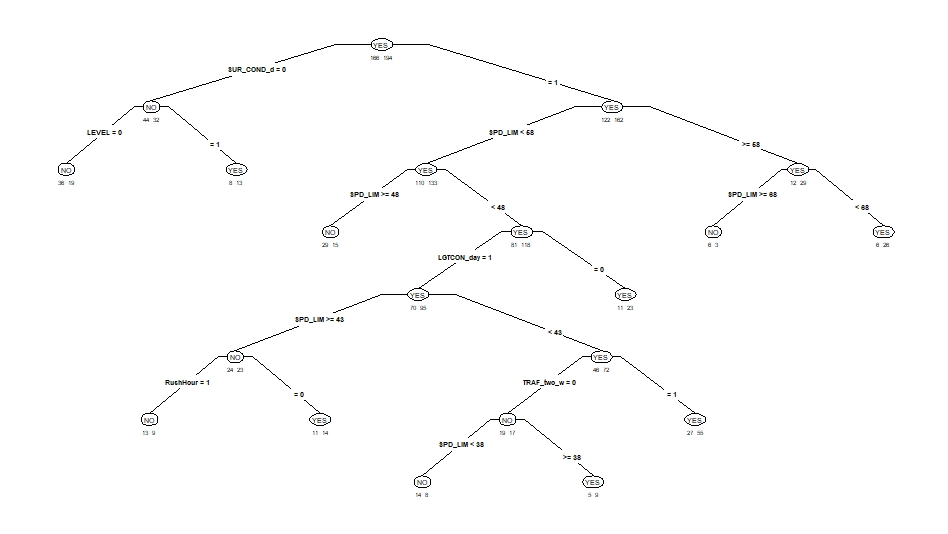 YES
166 194
SUR_COND_d = 0
= 1
NO
44 32
YES
122 162
LEVEL = 0
= 1
SPD_LIM < 58
>= 58
NO
36 19
YES
8 13
YES
110 133
YES
12 29
SPD_LIM >= 48
< 48
SPD_LIM >= 68
< 68
NO
29 15
YES
81 118
NO
6 3
YES
6 26
LGTCON_day = 1
= 0
YES
70 95
YES
11 23
SPD_LIM >= 43
< 43
NO
24 23
YES
46 72
RushHour = 1
= 0
TRAF_two_w = 0
= 1
NO
13 9
YES
11 14
NO
19 17
YES
27 55
SPD_LIM < 38
>= 38
NO
14 8
YES
5 9